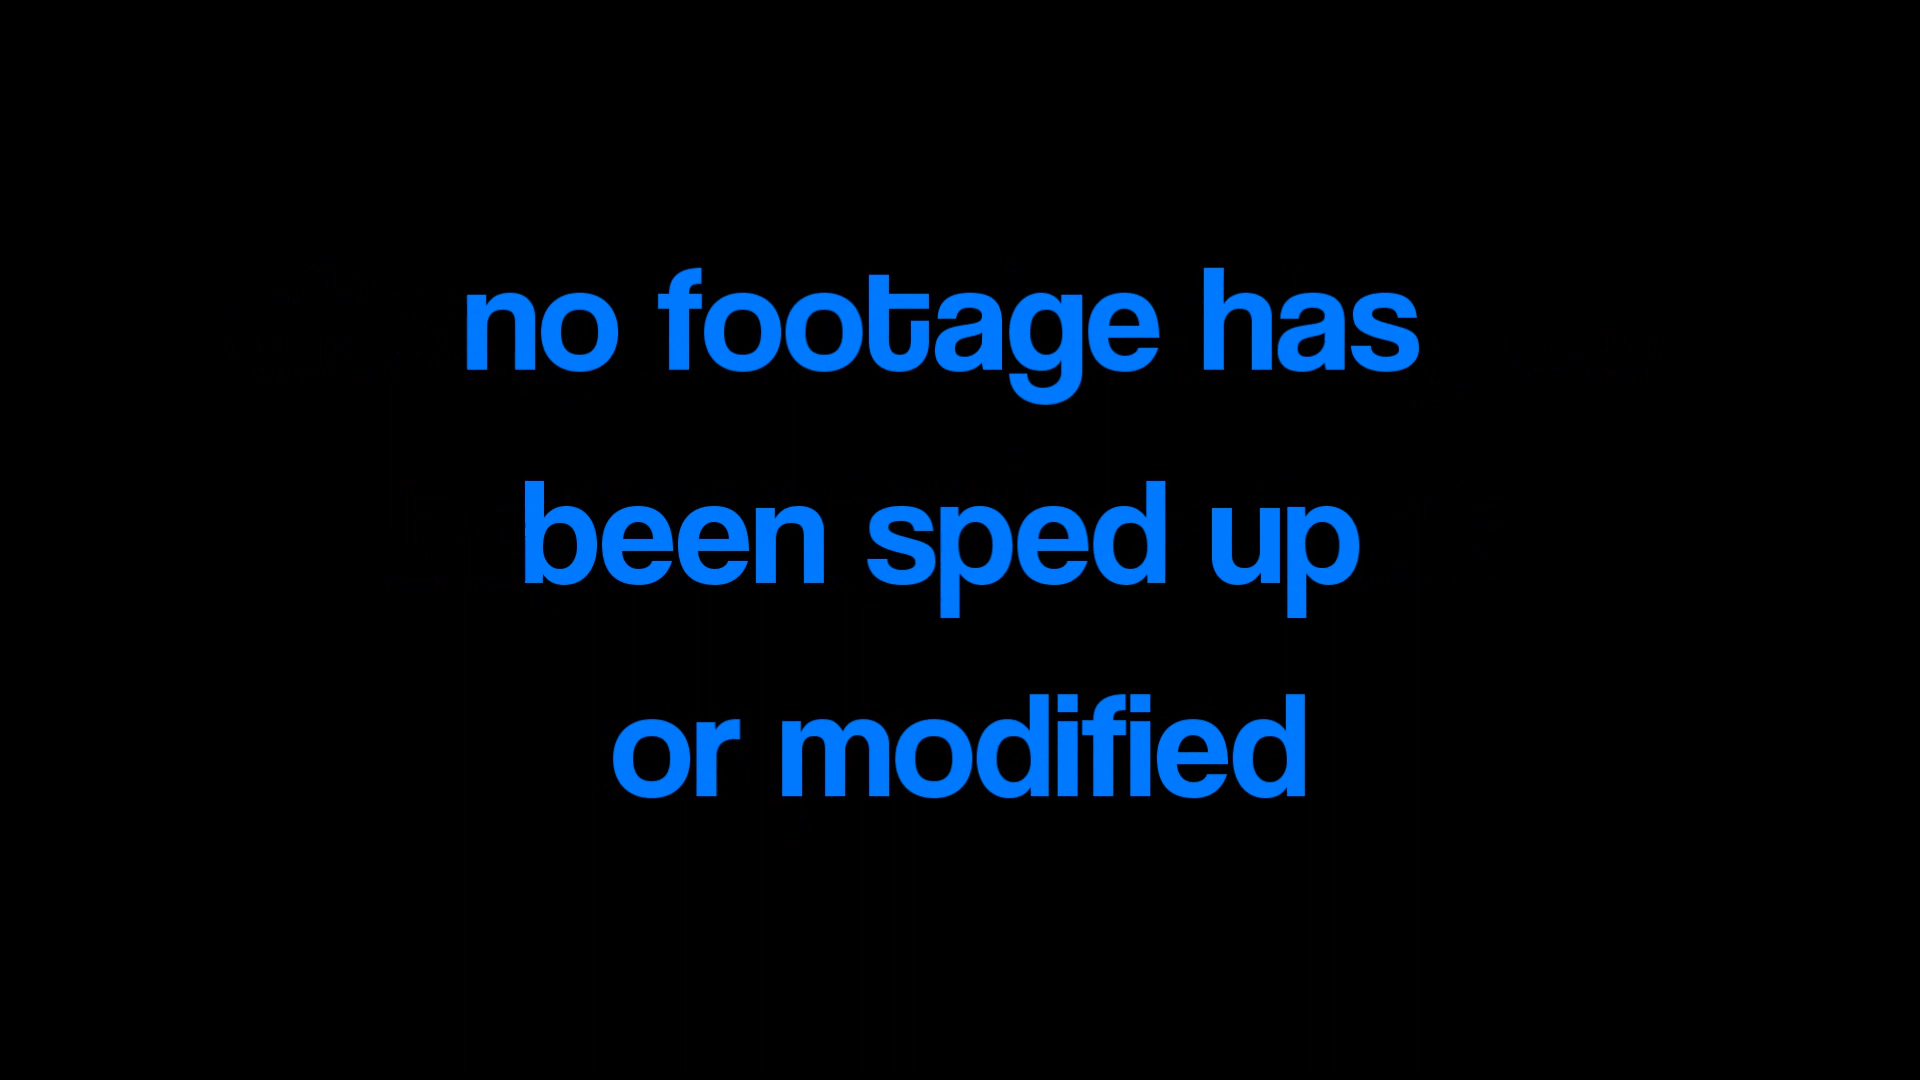 no footage has
been sped up
or modified